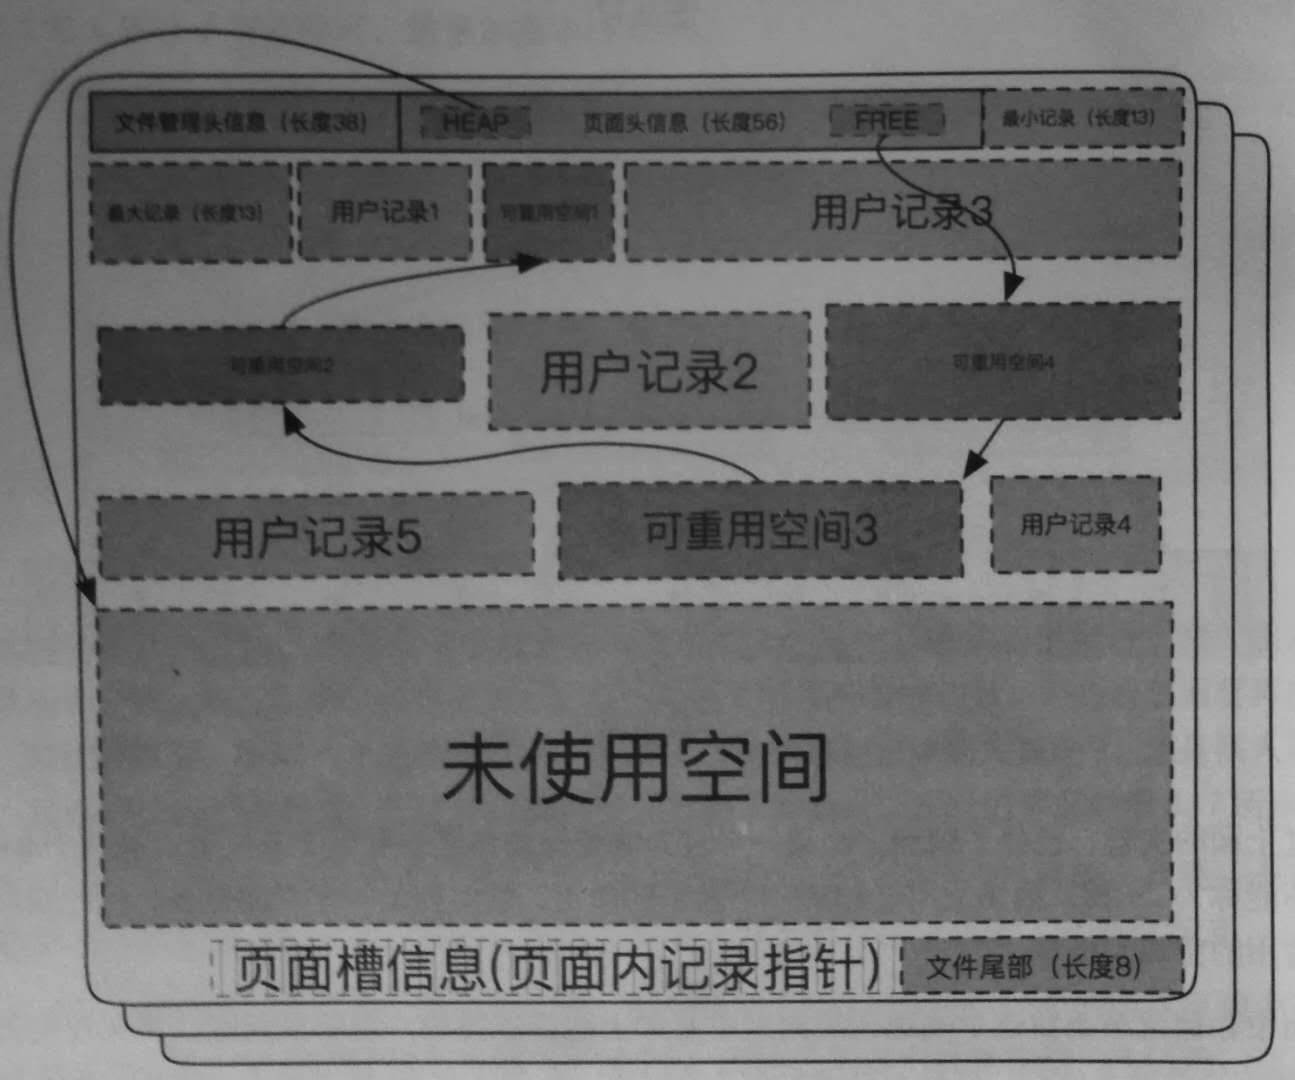 文件管理头信息（长度38）
HEAP
页面头信息（长度56）
FREE
最小记录（长度13）
最大记录（长度13）
用户记录1
可重用空间1
用户记录3
可重用空间2
用户记录2
可重用空间4
用户记录5
可重用空间3
用户记录4
未使用空间
页面槽信息(页面内记录指针)
文件尾部（长度8）